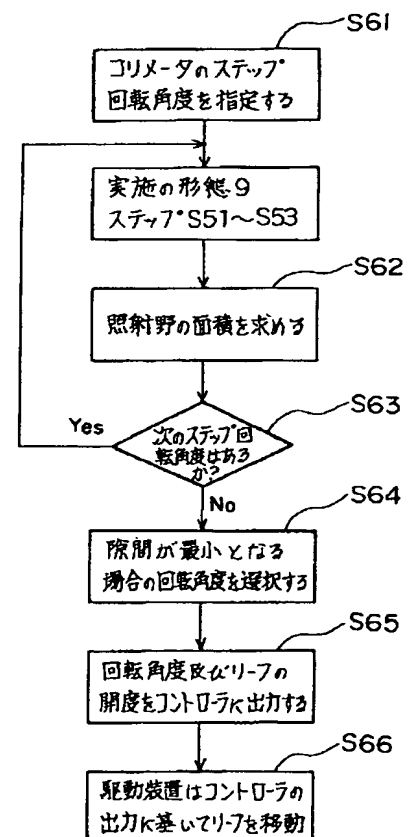 S61
コリメータのステップ
回転角度を指定する
実施の形態9
ステップS51～S53
S62
照射野の面積を求める
S63
Yes
次のステップ回
転角度はある
か?
No
S64
隙間が最小となる
場合の回転角度を選択する
S65
回転角度及びリーフの
開度をコントローラに出力する
S66
駆動装置はコントローラの
出力に基いてリーフを移動